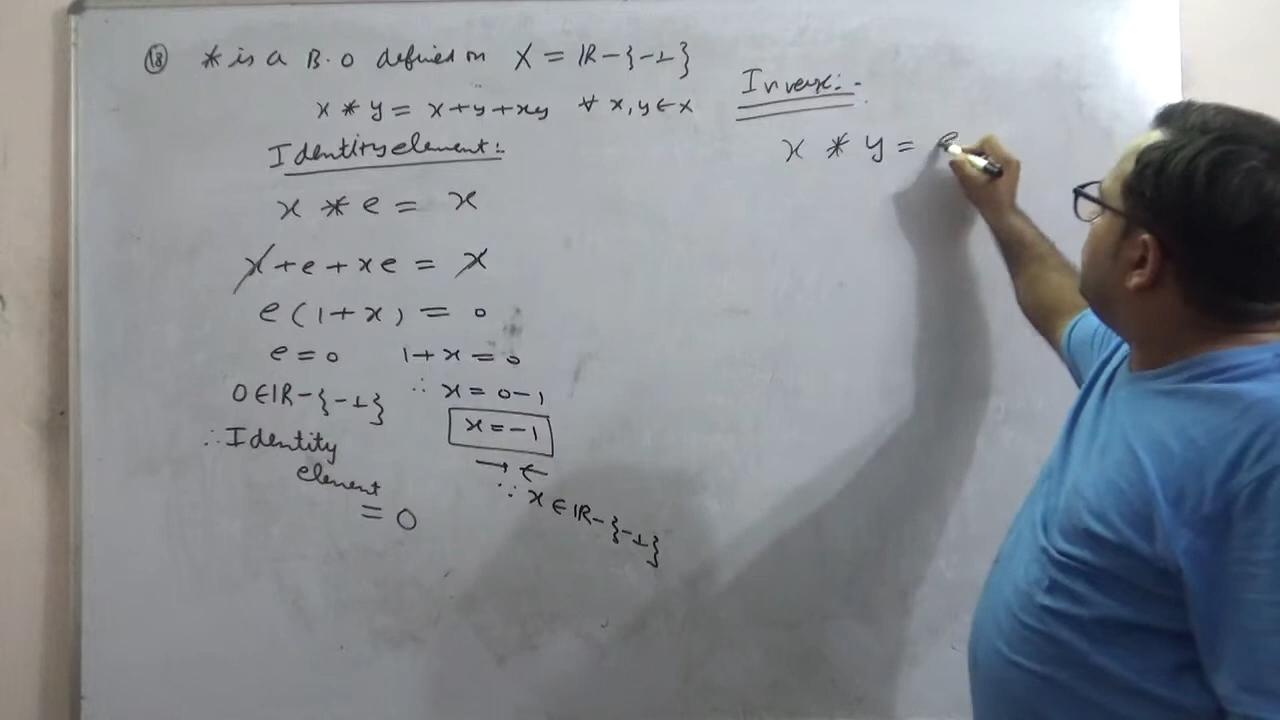 (18) * is a B.O defined on X = IR-{-1}
x * y = x+y+xy ∀ x,y∈x
Identity element:
x * e = x
x+e+xe = x
e(1+x) = 0
e=0 1+x=0
0∈IR-{-1} ∴ x=0-1
x=-1
→←
∵ x∈IR-{-1}
∴ Identity
element
= 0
Inverse:-
x * y = e